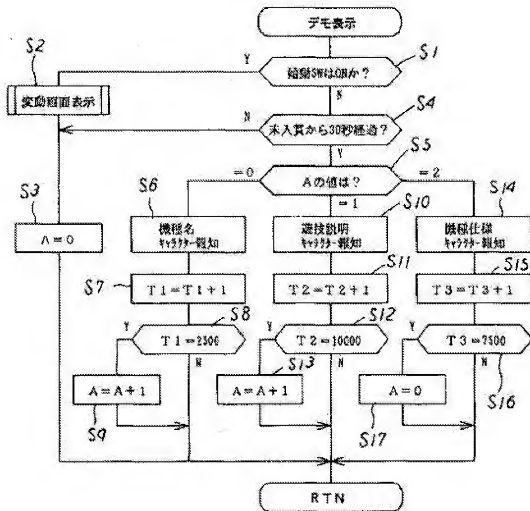 デモ表示
S1
始動SWはONか?
Y
N
S2
変動画面表示
S4
未入賞から30秒経過?
N
Y
S5
Aの値は?
=0
=1
=2
S3
A=0
S6
機種名
キャラクター報知
S10
遊技説明
キャラクター報知
S14
機種仕様
キャラクター報知
S7
T1=T1+1
S11
T2=T2+1
S15
T3=T3+1
S8
T1=2500
Y
N
S12
T2=10000
Y
N
T3=7500
Y
N
S16
S9
A=A+1
S13
A=A+1
A=0
S17
RTN